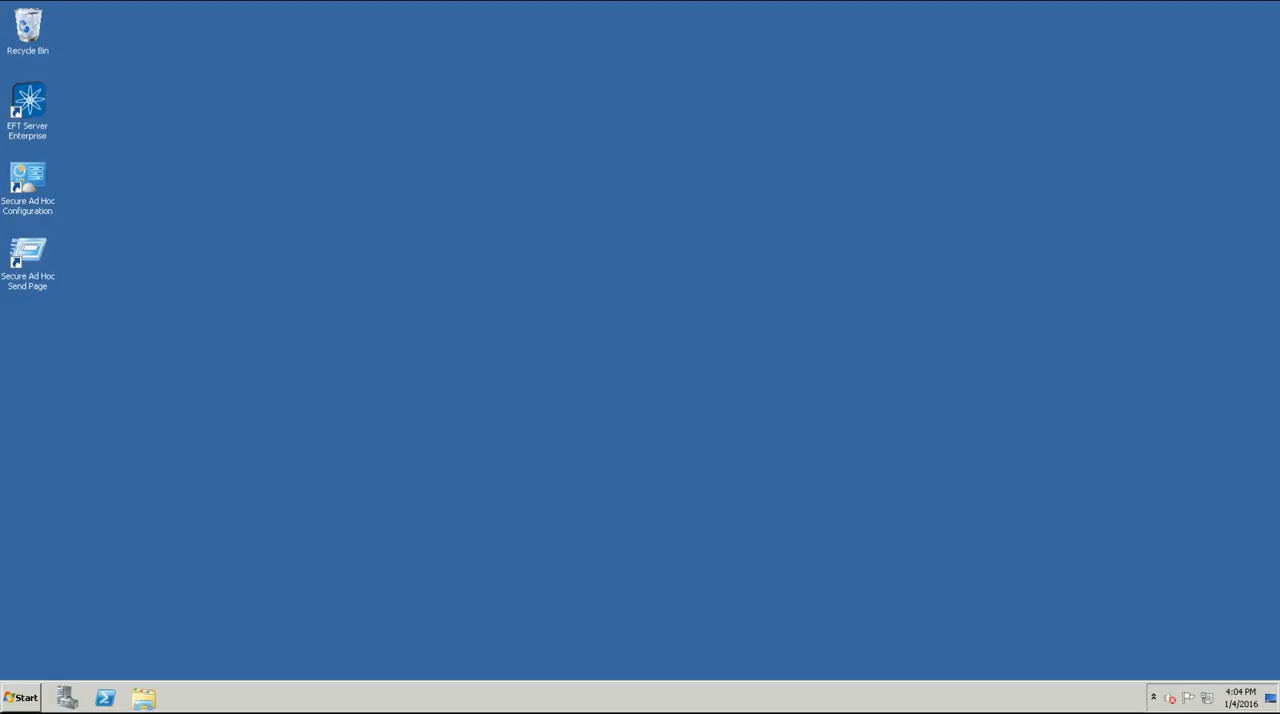 Recycle Bin
EFT Server
Enterprise
Secure Ad Hoc
Configuration
Secure Ad Hoc
Send Page
Start
4:04 PM
1/4/2016